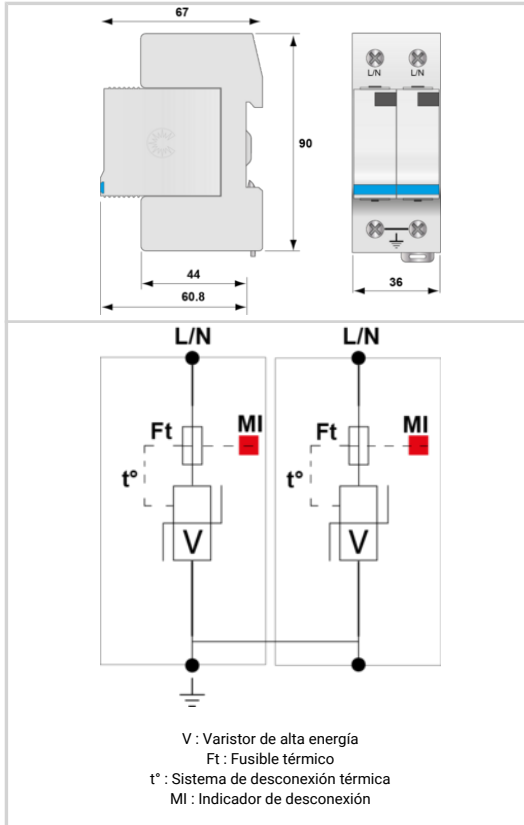 67
90
L/N L/N
44
60.8
36
L/N L/N
Ft MI Ft MI
t° t°
V V
V : Varistor de alta energía
Ft : Fusible térmico
t° : Sistema de desconexión térmica
MI : Indicador de desconexión